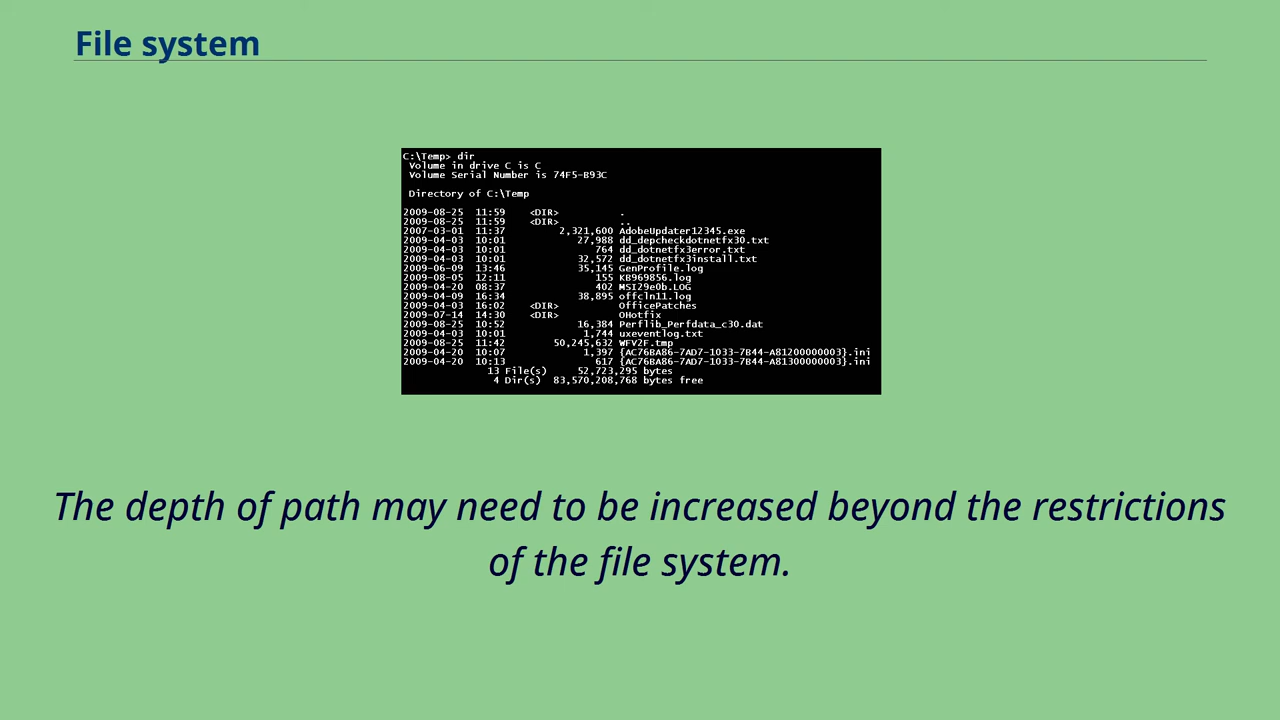 File system
C:\Temp> dir
Volume in drive C is C
Volume Serial Number is 74F5-B93C
Directory of C:\Temp
2009-08-25 11:59 <DIR> .
2009-08-25 11:59 <DIR> ..
2007-03-01 11:37 2,321,600 AdobeUpdater12345.exe
2009-04-03 10:01 27,988 dd_depcheckdotnetfx30.txt
2009-04-03 10:01 764 dd_dotnetfx3error.txt
2009-04-03 10:01 32,572 dd_dotnetfx3install.txt
2009-06-09 13:46 35,145 GenProfile.log
2009-08-05 12:11 155 KB969856.log
2009-04-20 08:37 402 MSI29e0b.LOG
2009-04-09 16:34 38,895 offcln11.log
2009-04-03 16:02 <DIR> OfficePatches
2009-07-14 14:30 <DIR> OHotfix
2009-08-25 10:52 16,384 Perflib_Perfdata_c30.dat
2009-04-03 10:01 1,744 uxeventlog.txt
2009-08-25 11:42 50,245,632 WFV2F.tmp
2009-04-20 10:07 1,397 {AC76BA86-7AD7-1033-7B44-A81200000003}.ini
2009-04-20 10:13 617 {AC76BA86-7AD7-1033-7B44-A81300000003}.ini
13 File(s) 52,723,295 bytes
4 Dir(s) 83,570,208,768 bytes free
The depth of path may need to be increased beyond the restrictions
of the file system.